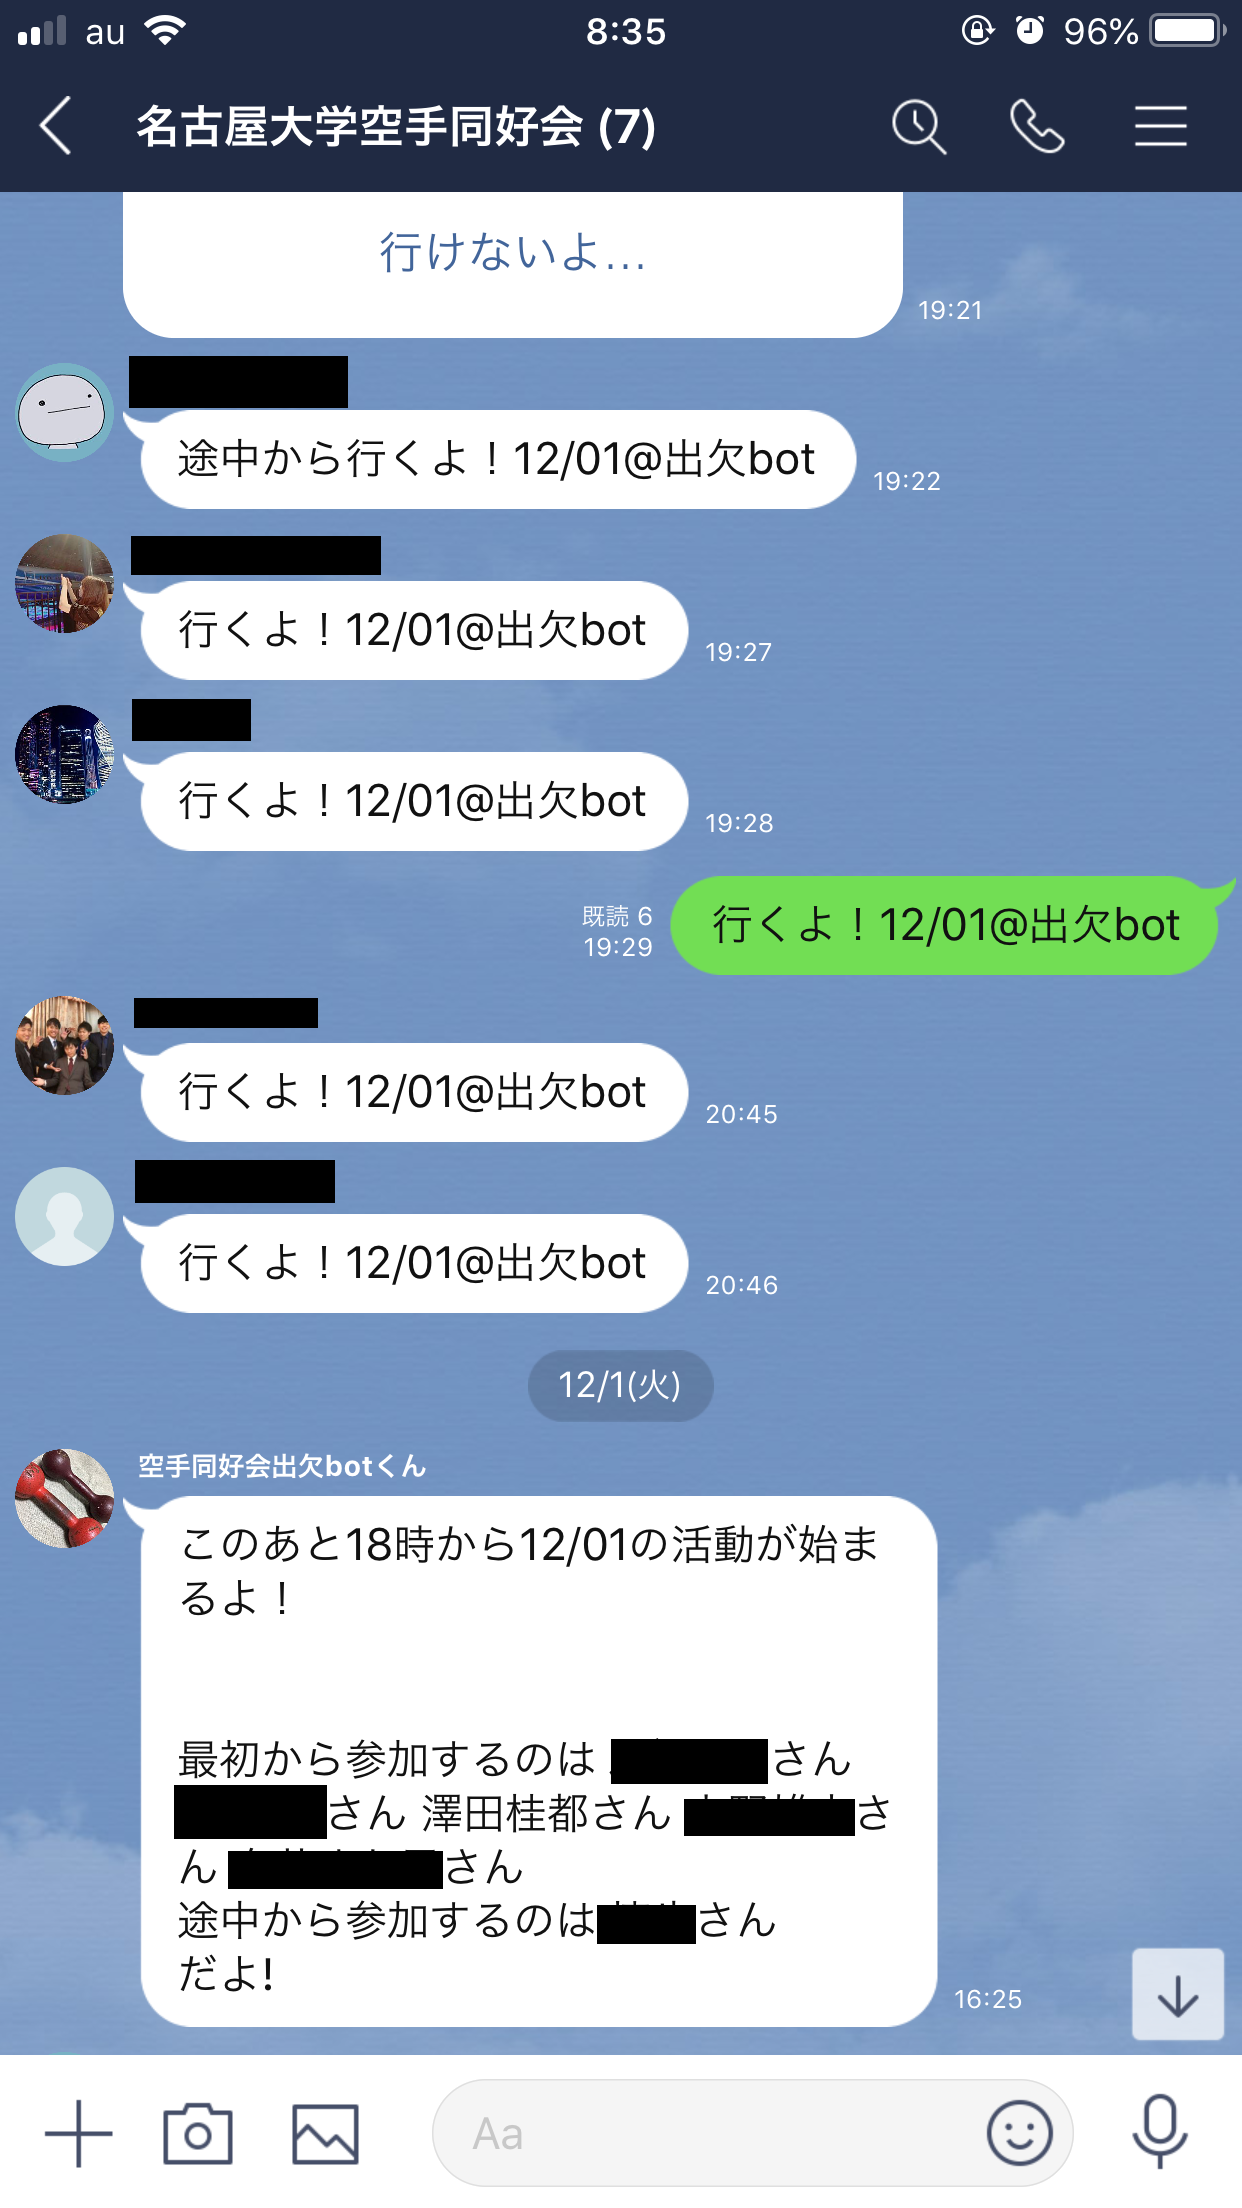 au 8:35 96%
名古屋大学空手同好会 (7)
行けないよ...
19:21
途中から行くよ！12/01@出欠bot
19:22
行くよ！12/01@出欠bot
19:27
行くよ！12/01@出欠bot
19:28
行くよ！12/01@出欠bot
既読 6
19:29
行くよ！12/01@出欠bot
20:45
行くよ！12/01@出欠bot
20:46
12/1(火)
空手同好会出欠botくん
このあと18時から12/01の活動が始ま
るよ！
最初から参加するのは さん
さん 澤田桂都さん さ
ん さん
途中から参加するのは さん
だよ!
16:25
Aa